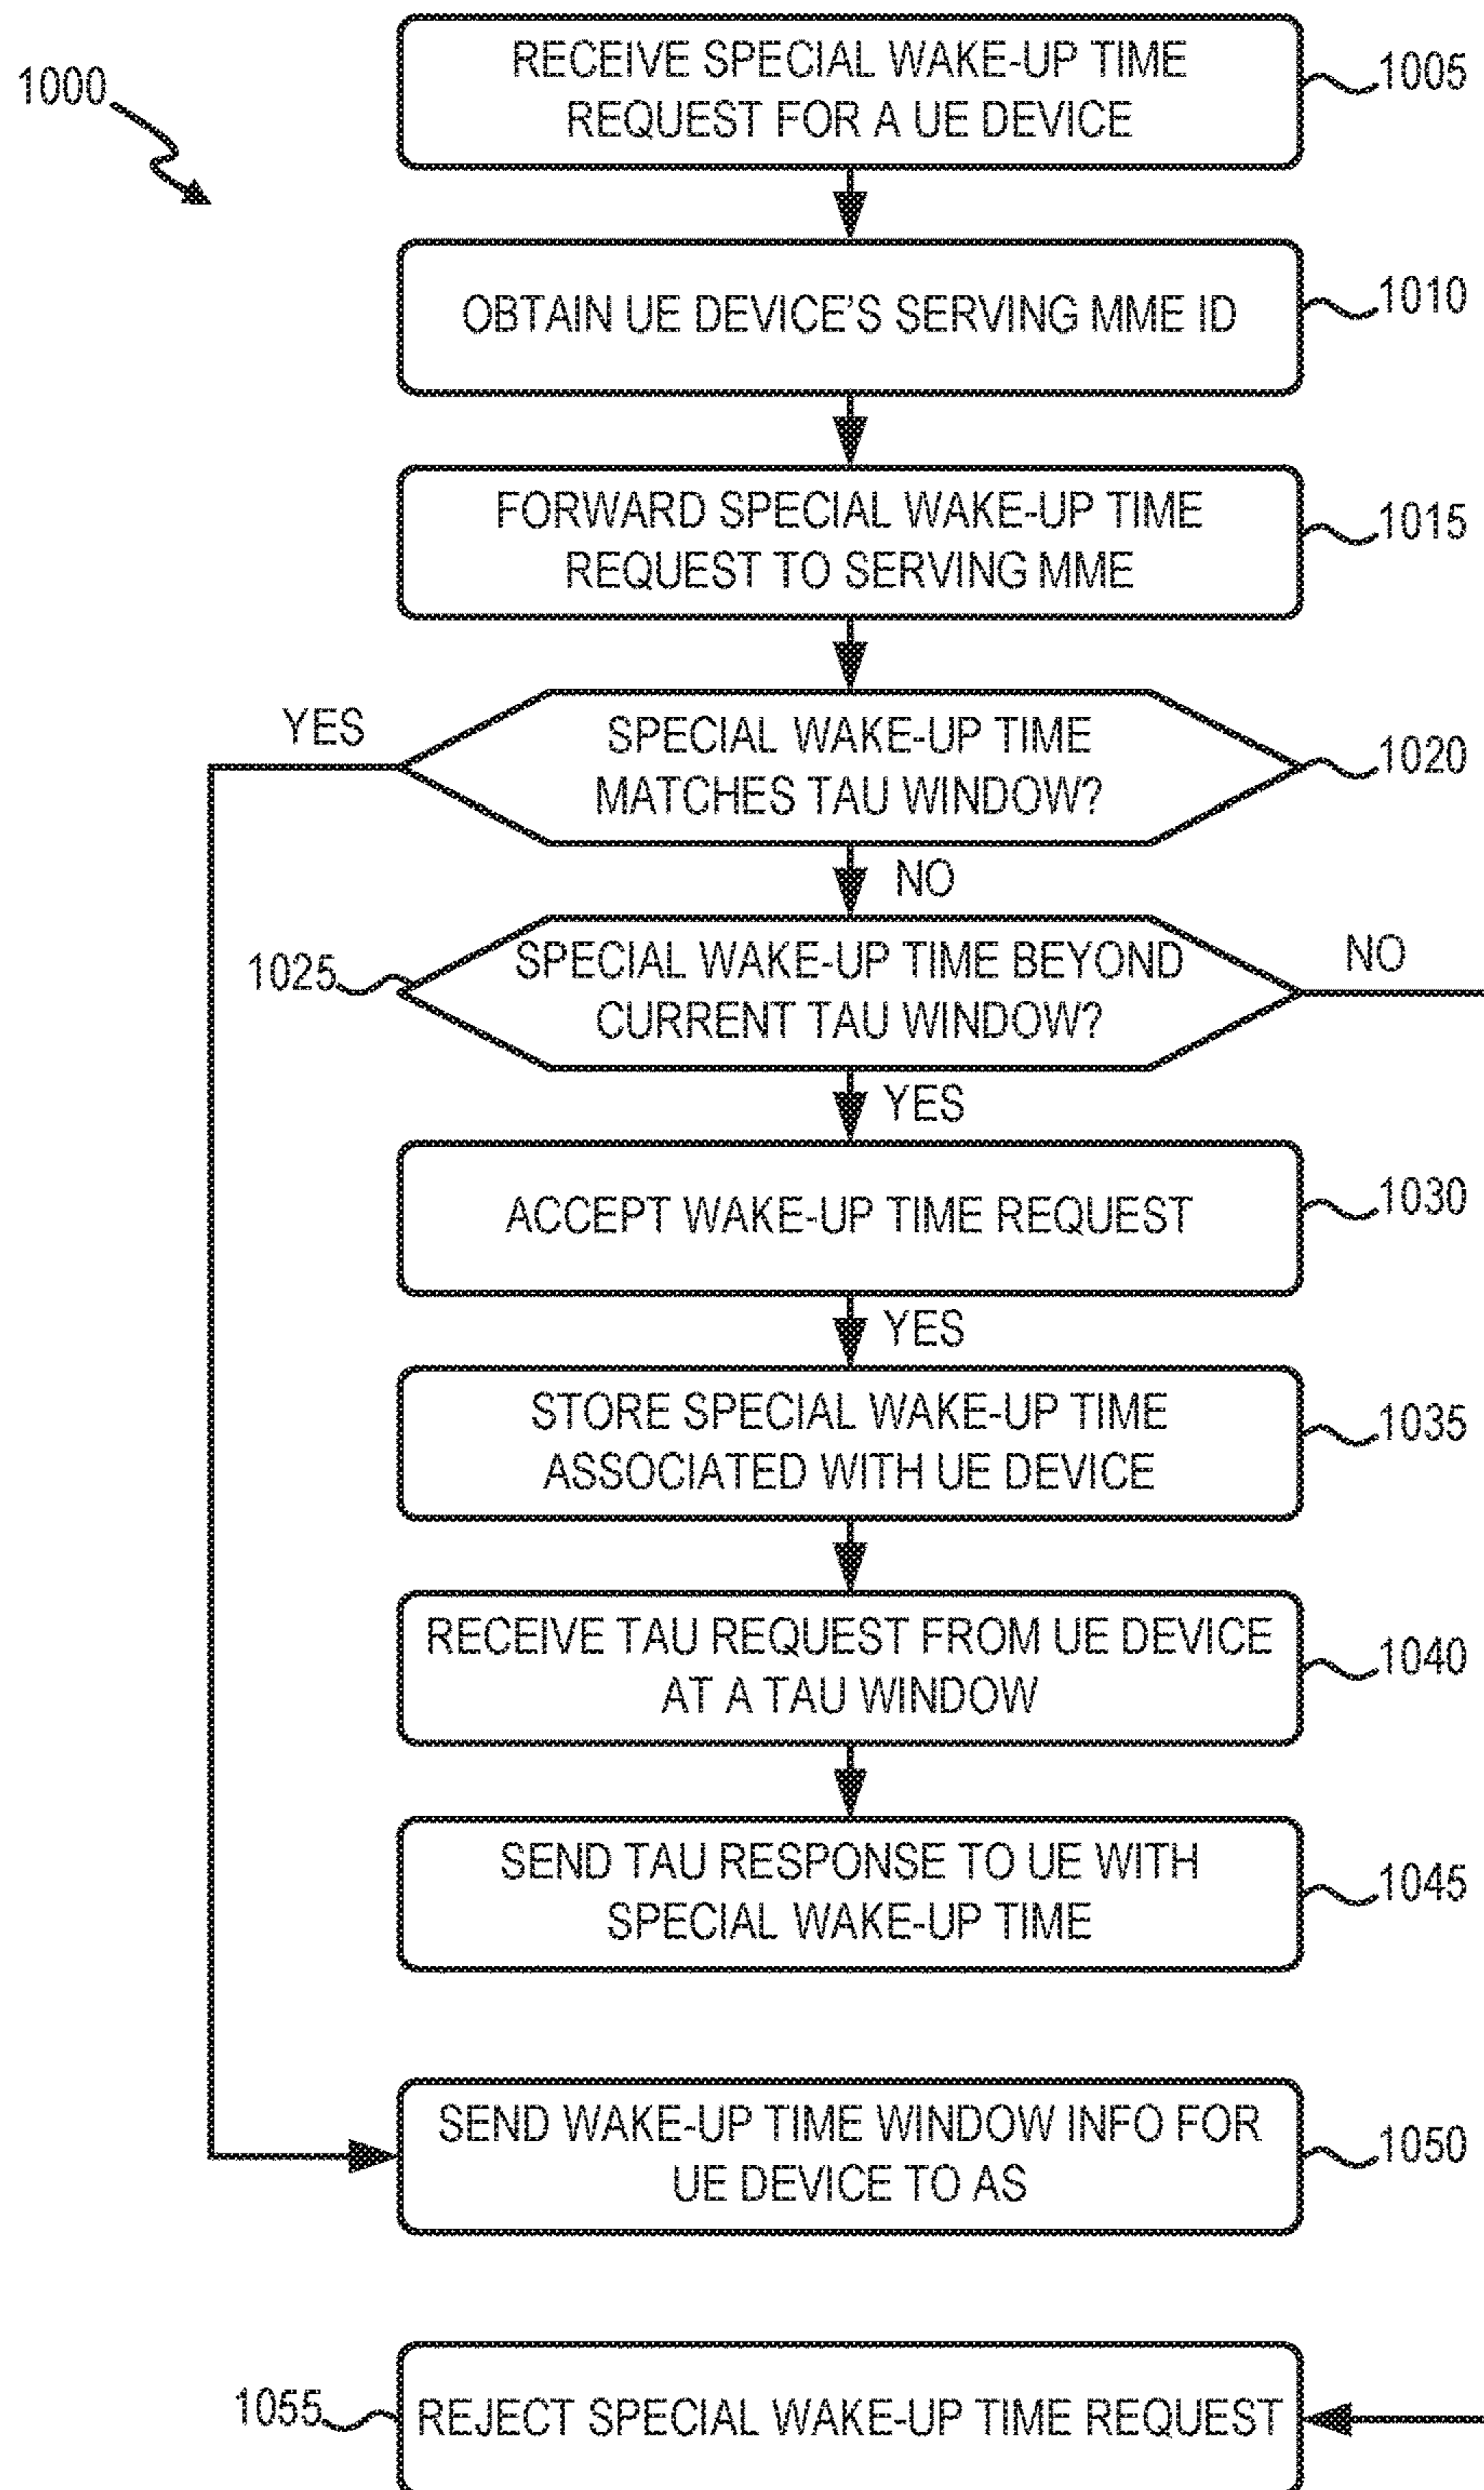 RECEIVE SPECIAL WAKE-UP TIME
REQUEST FOR A UE DEVICE
1005
1000
OBTAIN UE DEVICE'S SERVING MME ID
1010
FORWARD SPECIAL WAKE-UP TIME
REQUEST TO SERVING MME
1015
YES
SPECIAL WAKE-UP TIME
MATCHES TAU WINDOW?
1020
NO
1025
SPECIAL WAKE-UP TIME BEYOND
CURRENT TAU WINDOW?
NO
YES
ACCEPT WAKE-UP TIME REQUEST
1030
YES
STORE SPECIAL WAKE-UP TIME
ASSOCIATED WITH UE DEVICE
1035
RECEIVE TAU REQUEST FROM UE DEVICE
AT A TAU WINDOW
1040
SEND TAU RESPONSE TO UE WITH
SPECIAL WAKE-UP TIME
1045
SEND WAKE-UP TIME WINDOW INFO FOR
UE DEVICE TO AS
1050
1055
REJECT SPECIAL WAKE-UP TIME REQUEST